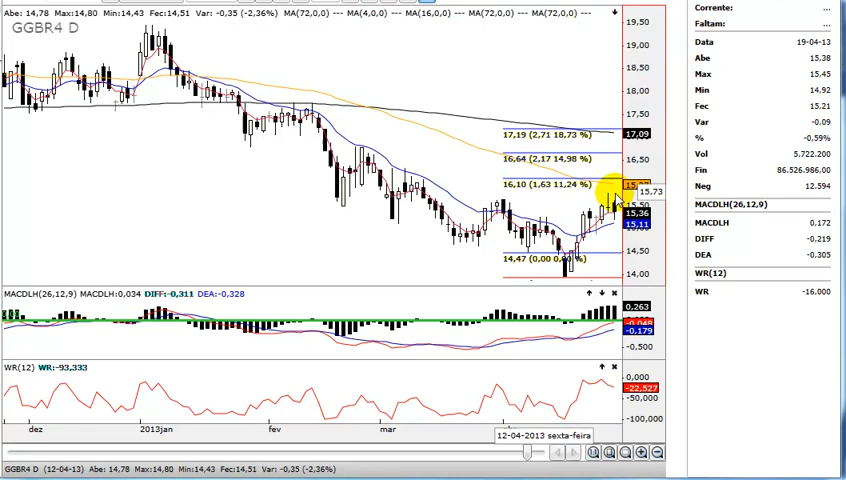 Abe: 14,78 Max:14,80 Min:14,43 Fec:14,51 Var: -0,35 (-2,36%) MA(72,0,0) --- MA(4,0,0) --- MA(16,0,0) --- MA(72,0,0) --- MA(72,0,0) ---
GGBR4 D
19,50
19,00
18,50
18,00
17,50
17,19 (2,71 18,73 %)
17,09
16,64 (2,17 14,98 %)
16,50
16,10 (1,63 11,24 %)
15,73
15,50
15,36
15,11
14,50
14,47 (0,00 0,00 %)
14,00
MACDLH(26,12,9) MACDLH:0,034 DIFF:-0,311 DEA:-0,328
0,263
-0,048
-0,179
-0,500
WR(12) WR:-93,333
0,000
-22,527
-50,000
-100,000
dez 2013jan fev mar
12-04-2013 sexta-feira
GGBR4 D (12-04-13) Abe: 14,78 Max:14,80 Min:14,43 Fec:14,51 Var: -0,35 (-2,36%)
Corrente: ...
Faltam: ...
Data 19-04-13
Abe 15,38
Max 15,45
Min 14,92
Fec 15,21
Var -0,09
% -0,59%
Vol 5.722.200
Fin 86.526.986,00
Neg 12.594
MACDLH(26,12,9)
MACDLH 0,172
DIFF -0,219
DEA -0,305
WR(12)
WR -16,000